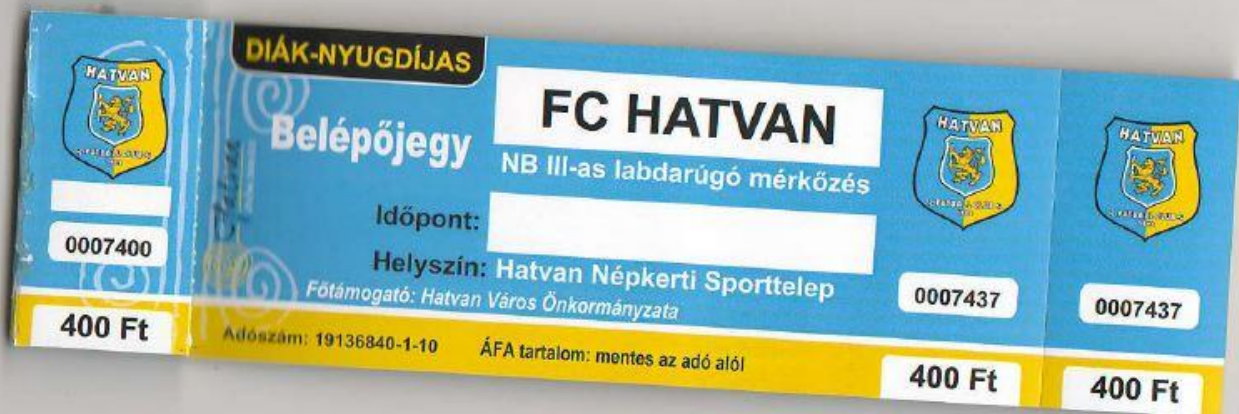 HATVAN
0007400
400 Ft
DIÁK-NYUGDÍJAS
Belépőjegy
FC HATVAN
NB III-as labdarúgó mérkőzés
Időpont:
Helyszín: Hatvan Népkerti Sporttelep
Főtámogató: Hatvan Város Önkormányzata
Adószám: 19136840-1-10 ÁFA tartalom: mentes az adó alól
HATVAN
0007437
400 Ft
HATVAN
0007437
400 Ft